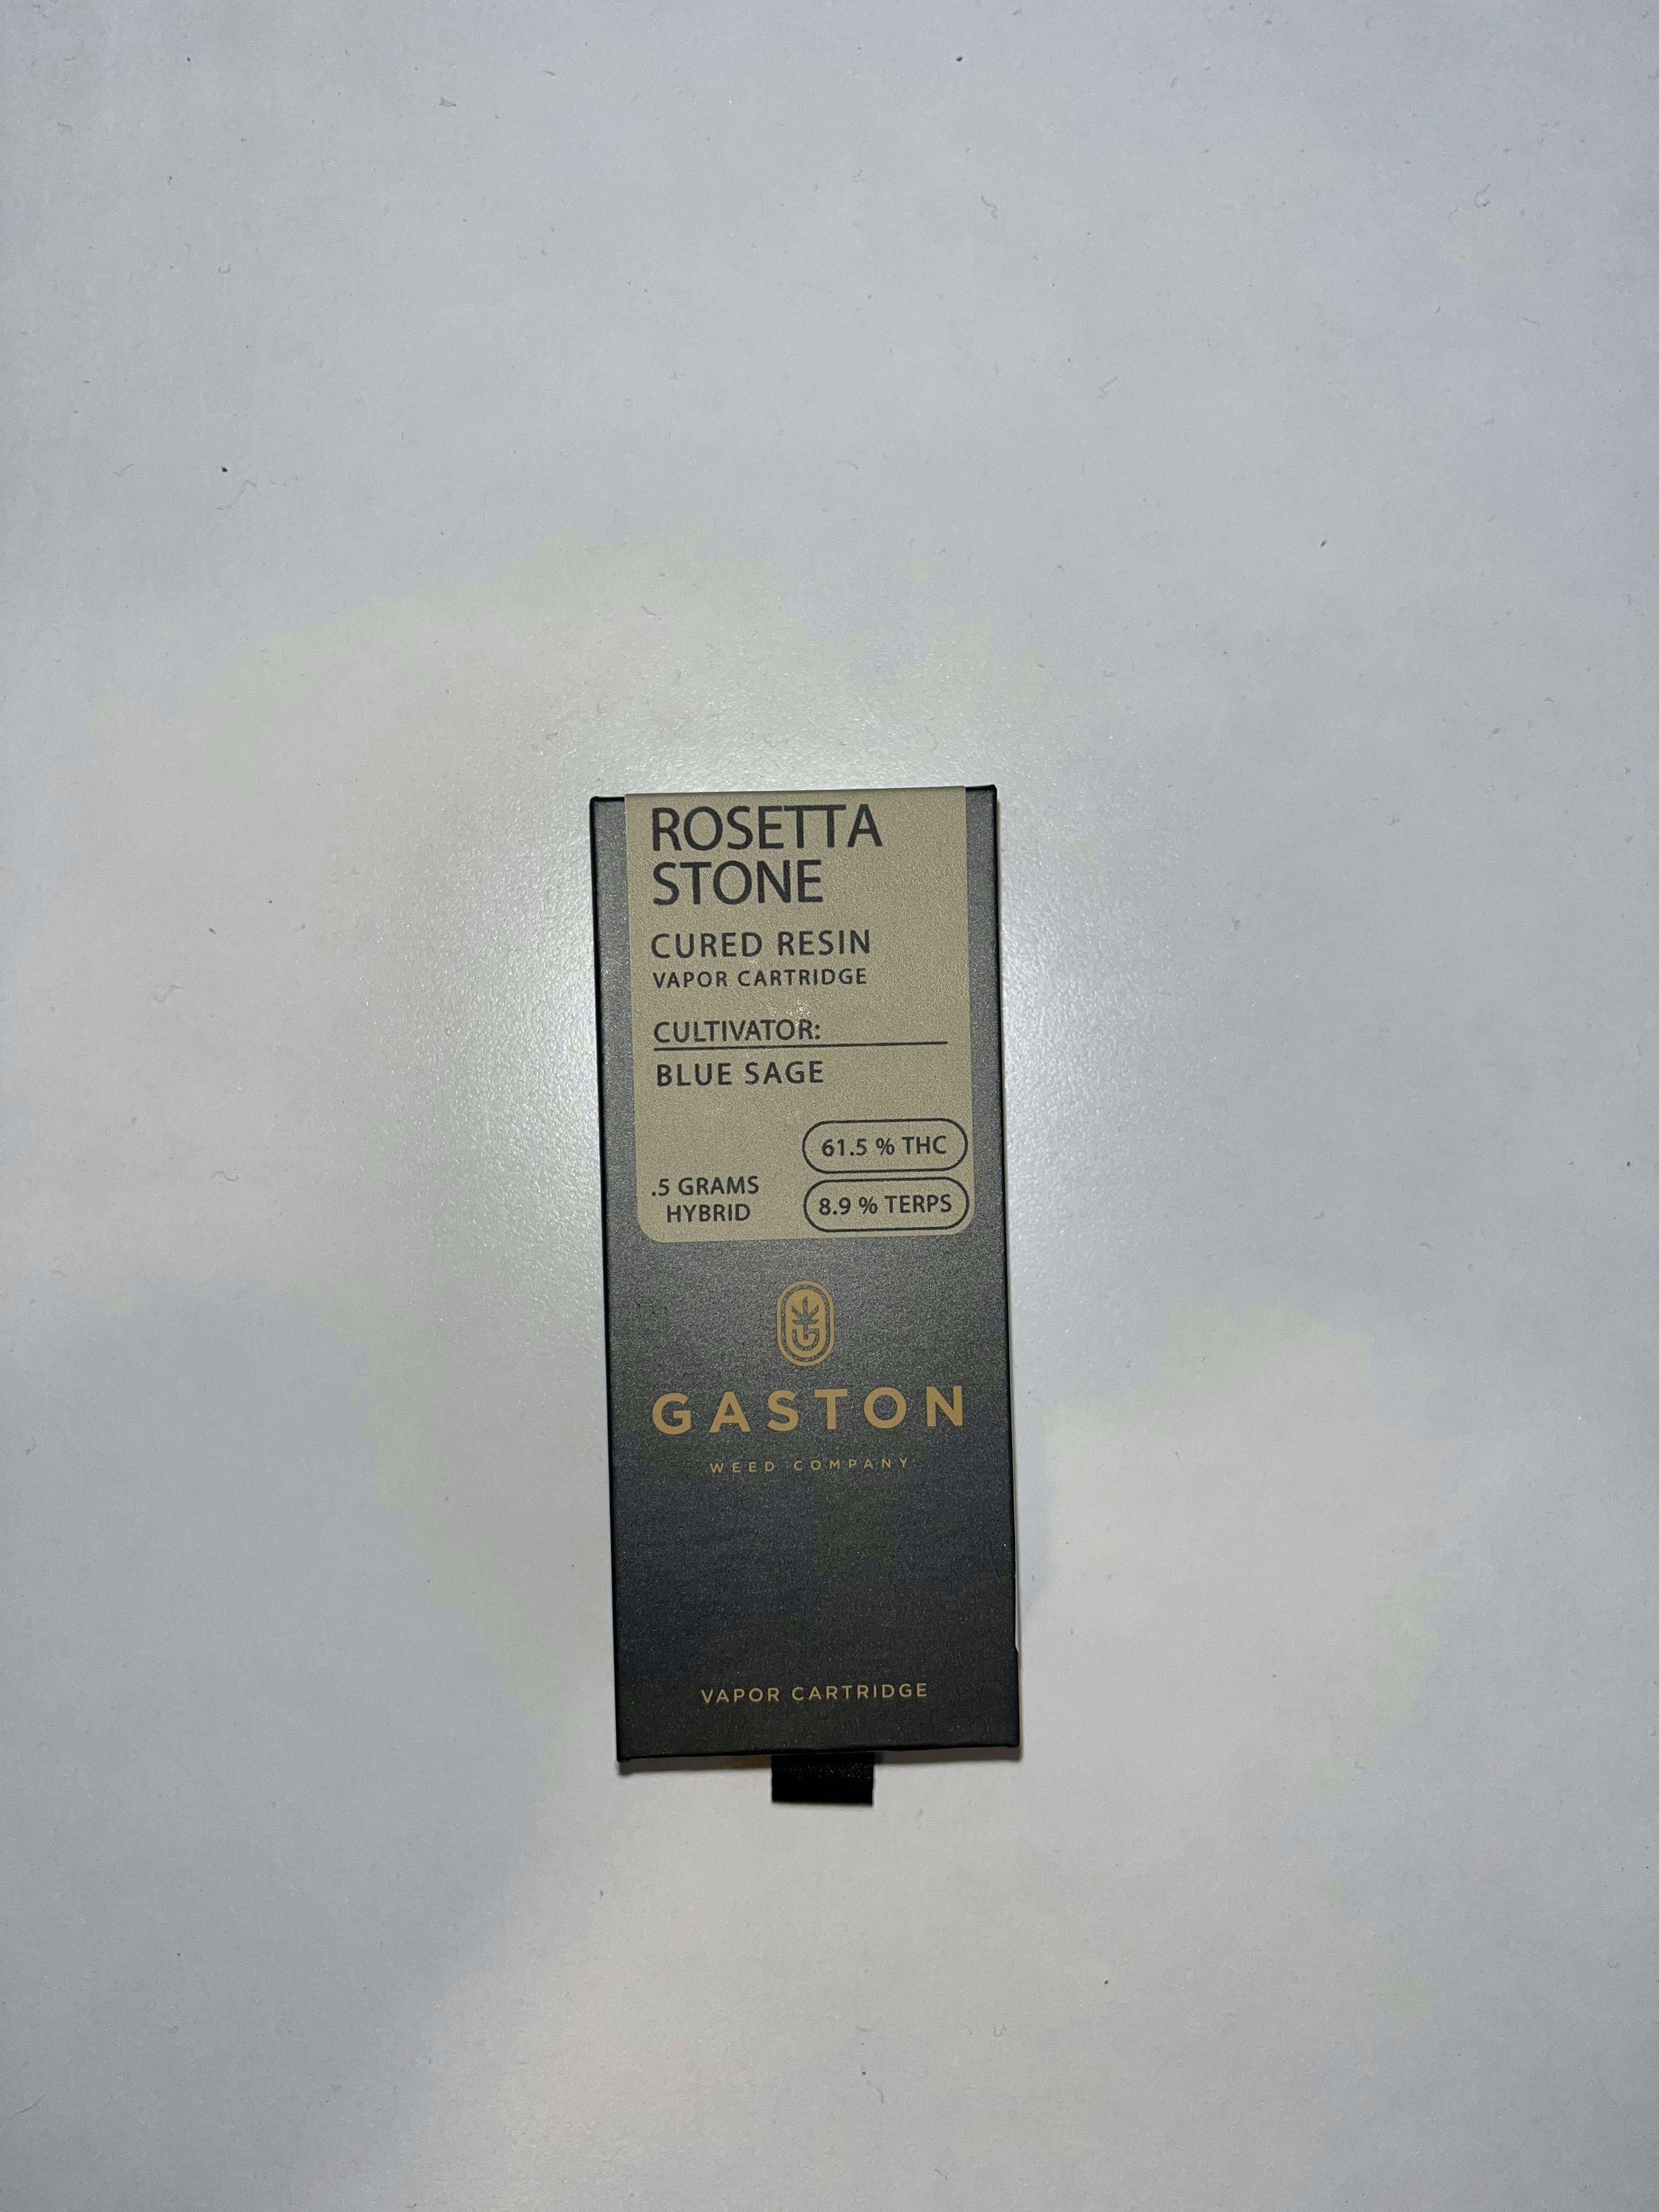 ROSETTA
STONE
CURED RESIN
VAPOR CARTRIDGE
CULTIVATOR:
BLUE SAGE
61.5 % THC
.5 GRAMS
HYBRID
8.9 % TERPS
GASTON
WEED COMPANY
VAPOR CARTRIDGE